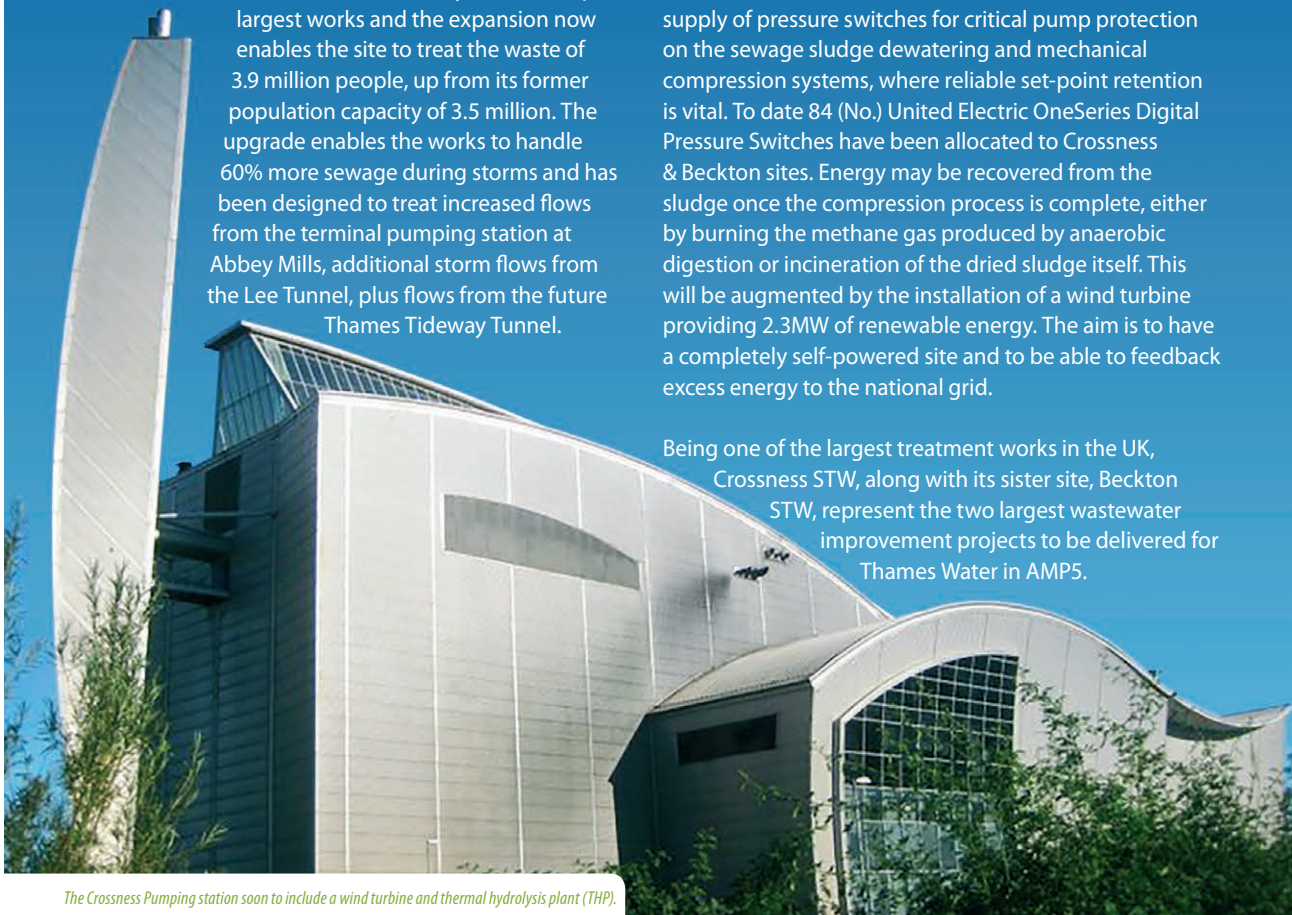 largest works and the expansion now
enables the site to treat the waste of
3.9 million people, up from its former
population capacity of 3.5 million. The
upgrade enables the works to handle
60% more sewage during storms and has
been designed to treat increased flows
from the terminal pumping station at
Abbey Mills, additional storm flows from
the Lee Tunnel, plus flows from the future
Thames Tideway Tunnel.
supply of pressure switches for critical pump protection
on the sewage sludge dewatering and mechanical
compression systems, where reliable set-point retention
is vital. To date 84 (No.) United Electric OneSeries Digital
Pressure Switches have been allocated to Crossness
& Beckton sites. Energy may be recovered from the
sludge once the compression process is complete, either
by burning the methane gas produced by anaerobic
digestion or incineration of the dried sludge itself. This
will be augmented by the installation of a wind turbine
providing 2.3MW of renewable energy. The aim is to have
a completely self-powered site and to be able to feedback
excess energy to the national grid.
Being one of the largest treatment works in the UK,
Crossness STW, along with its sister site, Beckton
STW, represent the two largest wastewater
improvement projects to be delivered for
Thames Water in AMP5.
The Crossness Pumping station soon to include a wind turbine and thermal hydrolysis plant (THP).